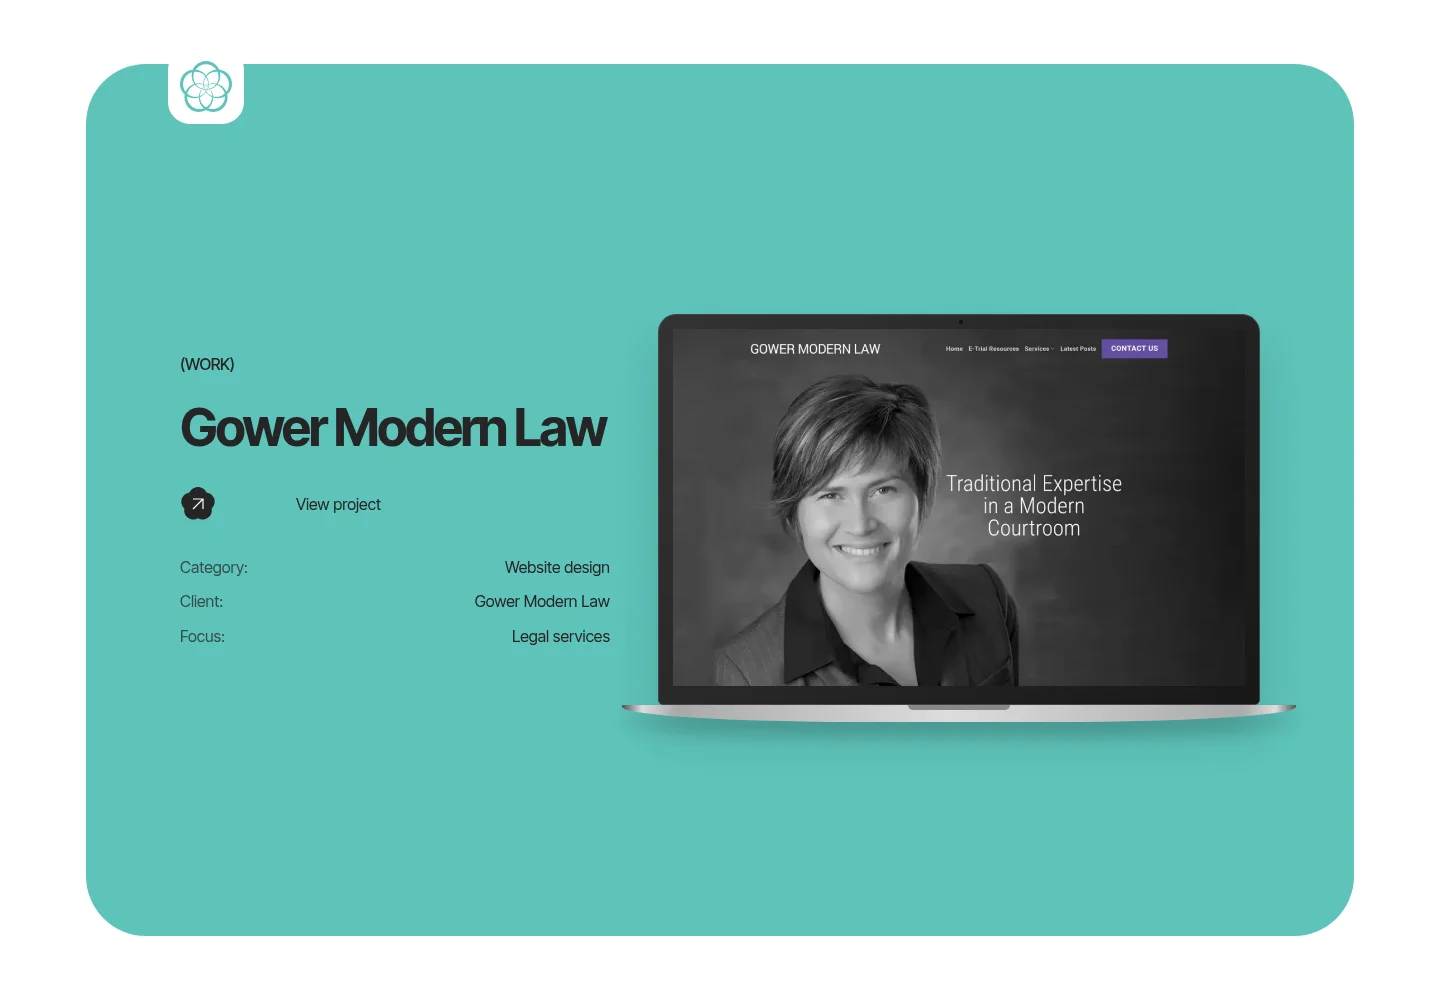 (WORK)
Gower Modern Law
View project
Category: Website design
Client: Gower Modern Law
Focus: Legal services
GOWER MODERN LAW
Home E-Trial Resources Services Latest Posts CONTACT US
Traditional Expertise
in a Modern
Courtroom